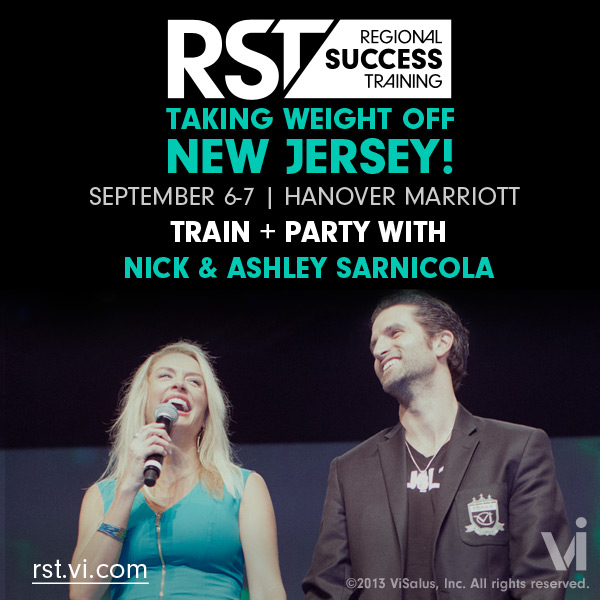 RST/ REGIONAL
SUCCESS
TRAINING
TAKING WEIGHT OFF
NEW JERSEY!
SEPTEMBER 6-7 | HANOVER MARRIOTT
TRAIN + PARTY WITH
NICK & ASHLEY SARNICOLA
vi
rst.vi.com
©2013 ViSalus, Inc. All rights reserved.